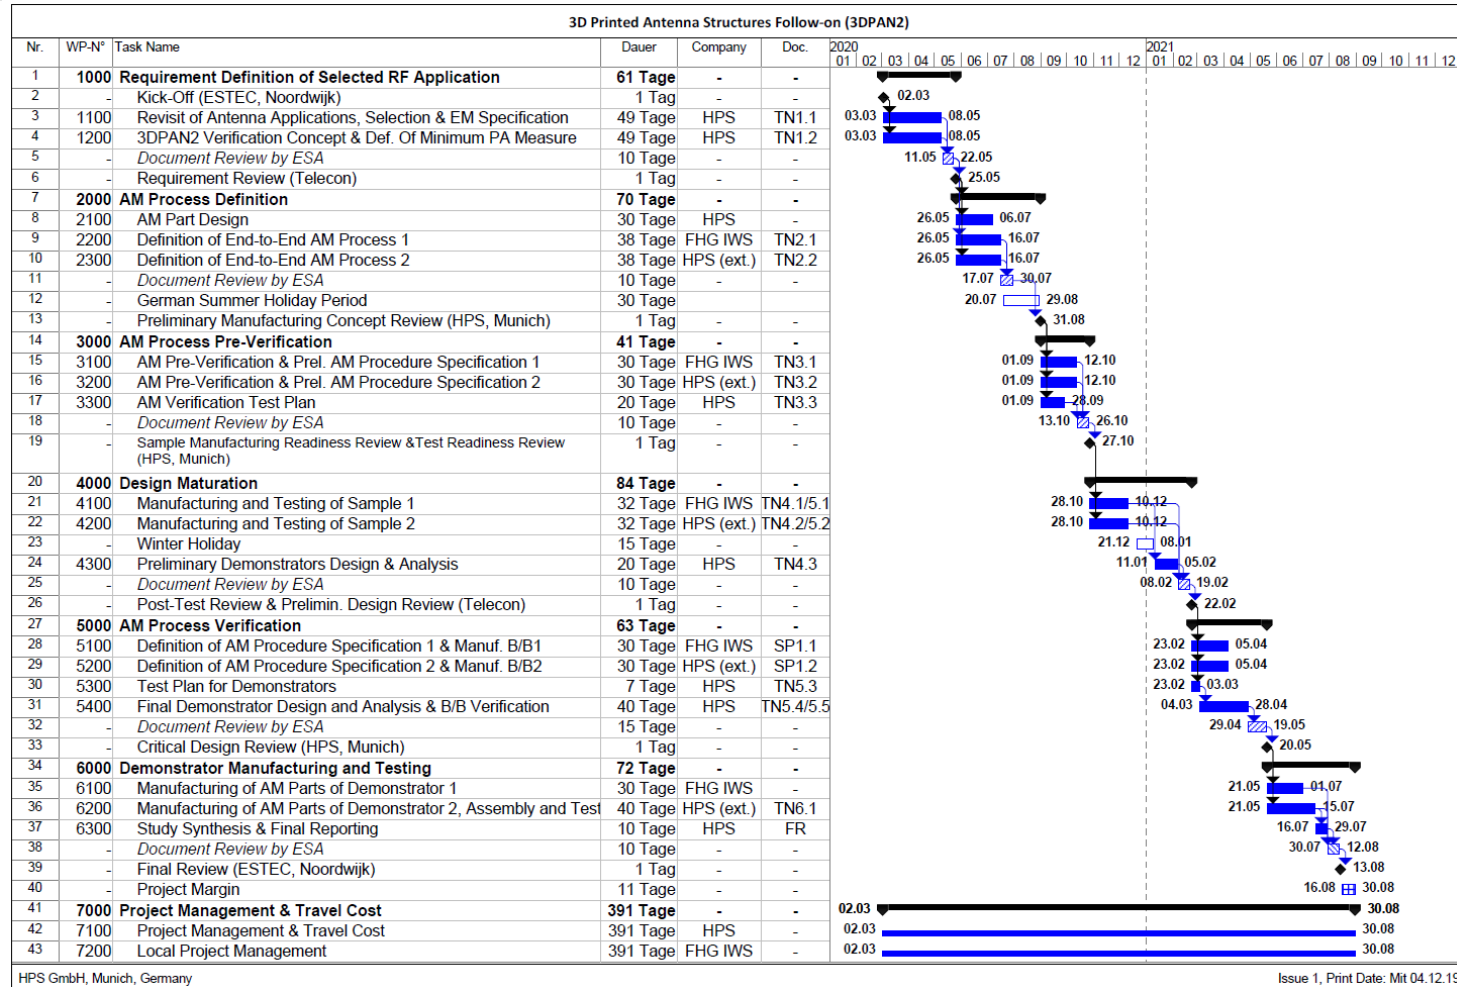 3D Printed Antenna Structures Follow-on (3DPAN2)
Nr. WP-N° Task Name Dauer Company Doc. 2020 2021
01 02 03 04 05 06 07 08 09 10 11 12 01 02 03 04 05 06 07 08 09 10 11 12
1 1000 Requirement Definition of Selected RF Application 61 Tage - -
2 - Kick-Off (ESTEC, Noordwijk) 1 Tag - - 02.03
3 1100 Revisit of Antenna Applications, Selection & EM Specification 49 Tage HPS TN1.1 03.03 08.05
4 1200 3DPAN2 Verification Concept & Def. Of Minimum PA Measure 49 Tage HPS TN1.2 03.03 08.05
5 - Document Review by ESA 10 Tage - - 11.05 22.05
6 - Requirement Review (Telecon) 1 Tag - - 25.05
7 2000 AM Process Definition 70 Tage - -
8 2100 AM Part Design 30 Tage HPS - 26.05 06.07
9 2200 Definition of End-to-End AM Process 1 38 Tage FHG IWS TN2.1 26.05 16.07
10 2300 Definition of End-to-End AM Process 2 38 Tage HPS (ext.) TN2.2 26.05 16.07
11 - Document Review by ESA 10 Tage - - 17.07 30.07
12 - German Summer Holiday Period 30 Tage 20.07 29.08
13 - Preliminary Manufacturing Concept Review (HPS, Munich) 1 Tag - - 31.08
14 3000 AM Process Pre-Verification 41 Tage - -
15 3100 AM Pre-Verification & Prel. AM Procedure Specification 1 30 Tage FHG IWS TN3.1 01.09 12.10
16 3200 AM Pre-Verification & Prel. AM Procedure Specification 2 30 Tage HPS (ext.) TN3.2 01.09 12.10
17 3300 AM Verification Test Plan 20 Tage HPS TN3.3 01.09 28.09
18 - Document Review by ESA 10 Tage - - 13.10 26.10
19 - Sample Manufacturing Readiness Review &Test Readiness Review 1 Tag - - 27.10
(HPS, Munich)
20 4000 Design Maturation 84 Tage - -
21 4100 Manufacturing and Testing of Sample 1 32 Tage FHG IWS TN4.1/5.1 28.10 10.12
22 4200 Manufacturing and Testing of Sample 2 32 Tage HPS (ext.) TN4.2/5.2 28.10 10.12
23 - Winter Holiday 15 Tage - - 21.12 08.01
24 4300 Preliminary Demonstrators Design & Analysis 20 Tage HPS TN4.3 11.01 05.02
25 - Document Review by ESA 10 Tage - - 08.02 19.02
26 - Post-Test Review & Prelimin. Design Review (Telecon) 1 Tag - - 22.02
27 5000 AM Process Verification 63 Tage - -
28 5100 Definition of AM Procedure Specification 1 & Manuf. B/B1 30 Tage FHG IWS SP1.1 23.02 05.04
29 5200 Definition of AM Procedure Specification 2 & Manuf. B/B2 30 Tage HPS (ext.) SP1.2 23.02 05.04
30 5300 Test Plan for Demonstrators 7 Tage HPS TN5.3 23.02 03.03
31 5400 Final Demonstrator Design and Analysis & B/B Verification 40 Tage HPS TN5.4/5.5 04.03 28.04
32 - Document Review by ESA 15 Tage - - 29.04 19.05
33 - Critical Design Review (HPS, Munich) 1 Tag - - 20.05
34 6000 Demonstrator Manufacturing and Testing 72 Tage - -
35 6100 Manufacturing of AM Parts of Demonstrator 1 30 Tage FHG IWS - 21.05 01.07
36 6200 Manufacturing of AM Parts of Demonstrator 2, Assembly and Test 40 Tage HPS (ext.) TN6.1 21.05 15.07
37 6300 Study Synthesis & Final Reporting 10 Tage HPS FR 16.07 29.07
38 - Document Review by ESA 10 Tage - - 30.07 12.08
39 - Final Review (ESTEC, Noordwijk) 1 Tag - - 13.08
40 - Project Margin 11 Tage - - 16.08 30.08
41 7000 Project Management & Travel Cost 391 Tage - - 02.03 30.08
42 7100 Project Management & Travel Cost 391 Tage HPS - 02.03 30.08
43 7200 Local Project Management 391 Tage FHG IWS - 02.03 30.08
HPS GmbH, Munich, Germany Issue 1, Print Date: Mit 04.12.19